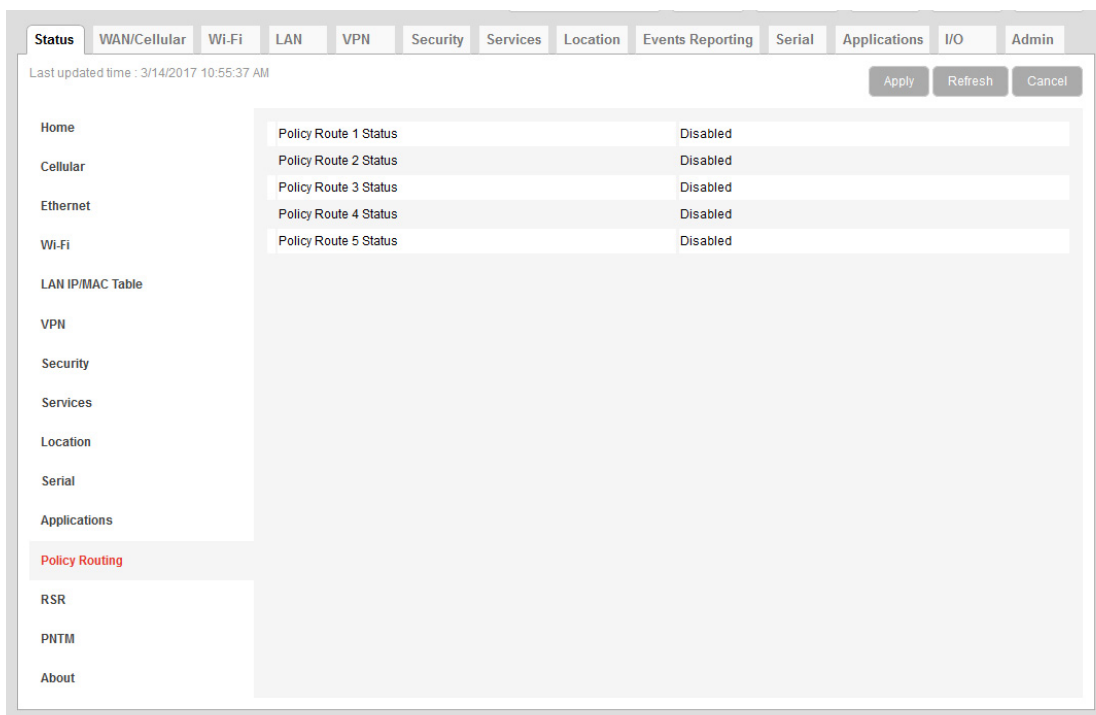 Status WAN/Cellular Wi-Fi LAN VPN Security Services Location Events Reporting Serial Applications I/O Admin
Last updated time : 3/14/2017 10:55:37 AM
Apply Refresh Cancel
Home
Cellular
Ethernet
Wi-Fi
LAN IP/MAC Table
VPN
Security
Services
Location
Serial
Applications
Policy Routing
RSR
PNTM
About
Policy Route 1 Status Disabled
Policy Route 2 Status Disabled
Policy Route 3 Status Disabled
Policy Route 4 Status Disabled
Policy Route 5 Status Disabled